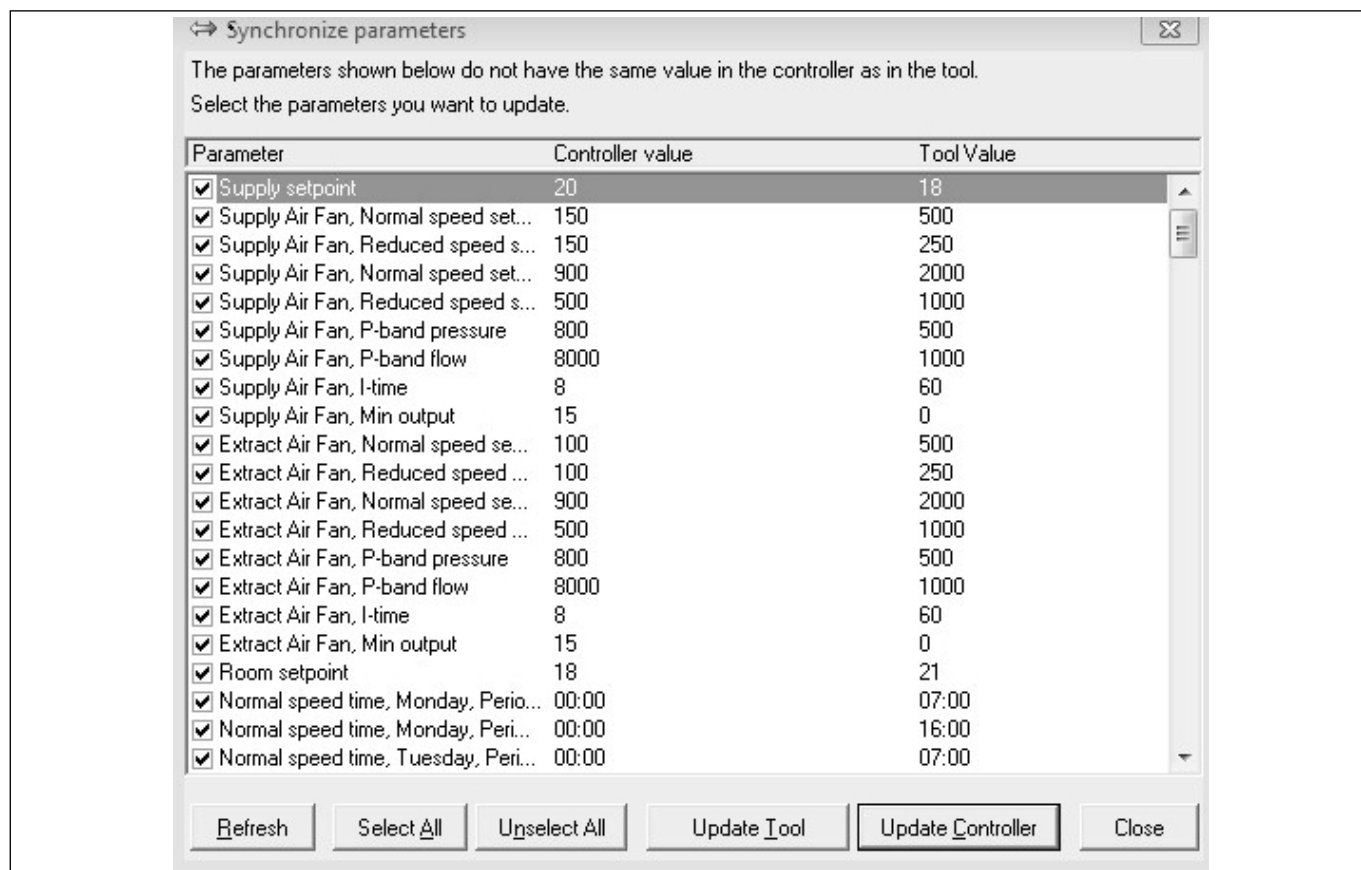 Synchronize parameters
The parameters shown below do not have the same value in the controller as in the tool.
Select the parameters you want to update.
Parameter Controller value Tool Value
Supply setpoint 20 18
Supply Air Fan, Normal speed set... 150 500
Supply Air Fan, Reduced speed s... 150 250
Supply Air Fan, Normal speed set... 900 2000
Supply Air Fan, Reduced speed s... 500 1000
Supply Air Fan, P-band pressure 800 500
Supply Air Fan, P-band flow 8000 1000
Supply Air Fan, I-time 8 60
Supply Air Fan, Min output 15 0
Extract Air Fan, Normal speed se... 100 500
Extract Air Fan, Reduced speed ... 100 250
Extract Air Fan, Normal speed se... 900 2000
Extract Air Fan, Reduced speed ... 500 1000
Extract Air Fan, P-band pressure 800 500
Extract Air Fan, P-band flow 8000 1000
Extract Air Fan, I-time 8 60
Extract Air Fan, Min output 15 0
Room setpoint 18 21
Normal speed time, Monday, Perio... 00:00 07:00
Normal speed time, Monday, Peri... 00:00 16:00
Normal speed time, Tuesday, Peri... 00:00 07:00
Refresh Select All Unselect All Update Tool Update Controller Close